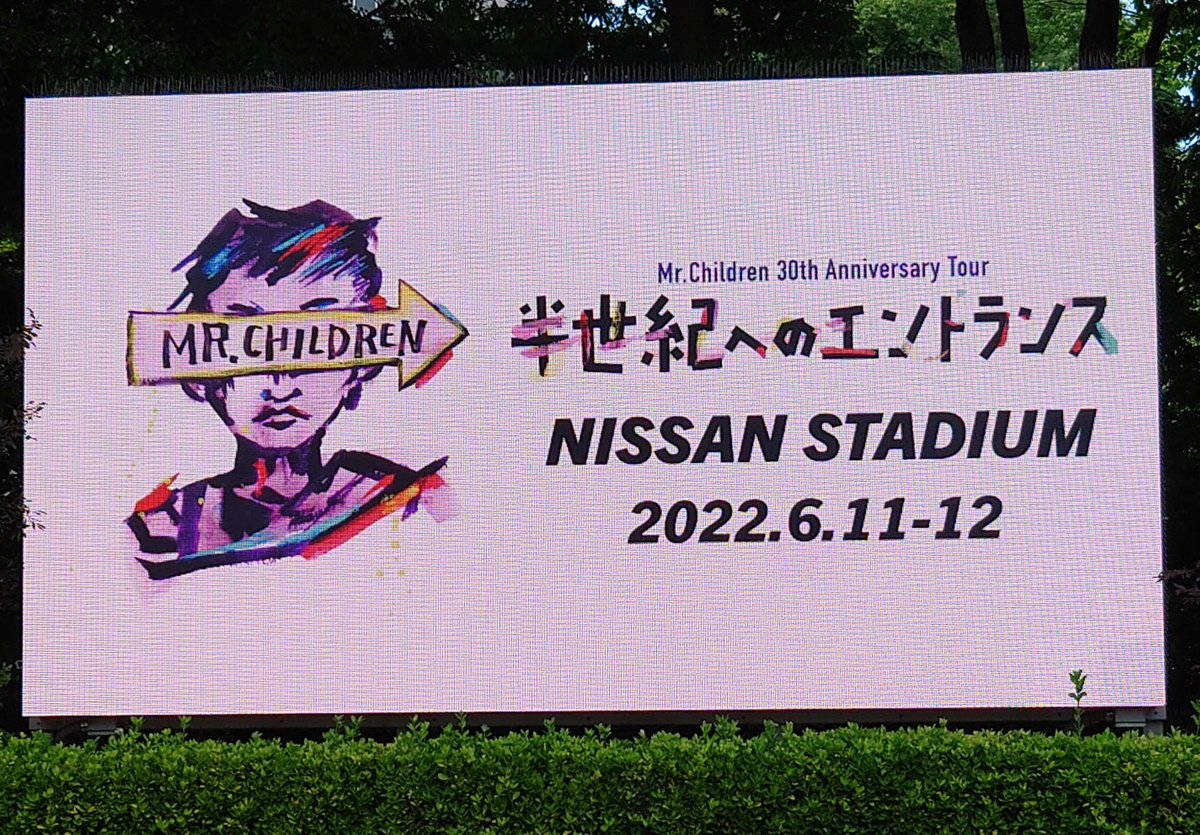 MR.CHILDREN
Mr.Children 30th Anniversary Tour
半世紀へのエントランス
NISSAN STADIUM
2022.6.11-12